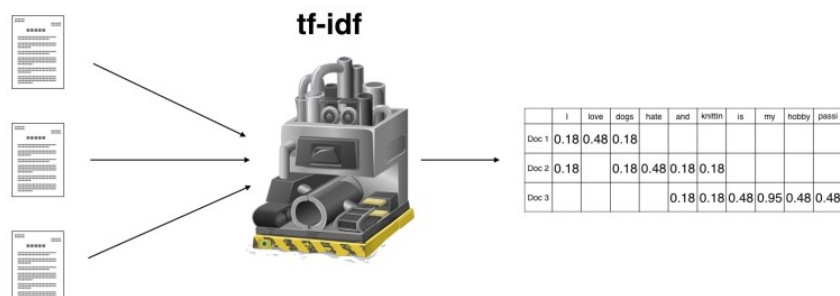 tf-idf
I love dogs hate and knittin is my hobby passi
Doc 1 0.18 0.48 0.18
Doc 2 0.18 0.18 0.48 0.18 0.18
Doc 3 0.18 0.18 0.48 0.95 0.48 0.48